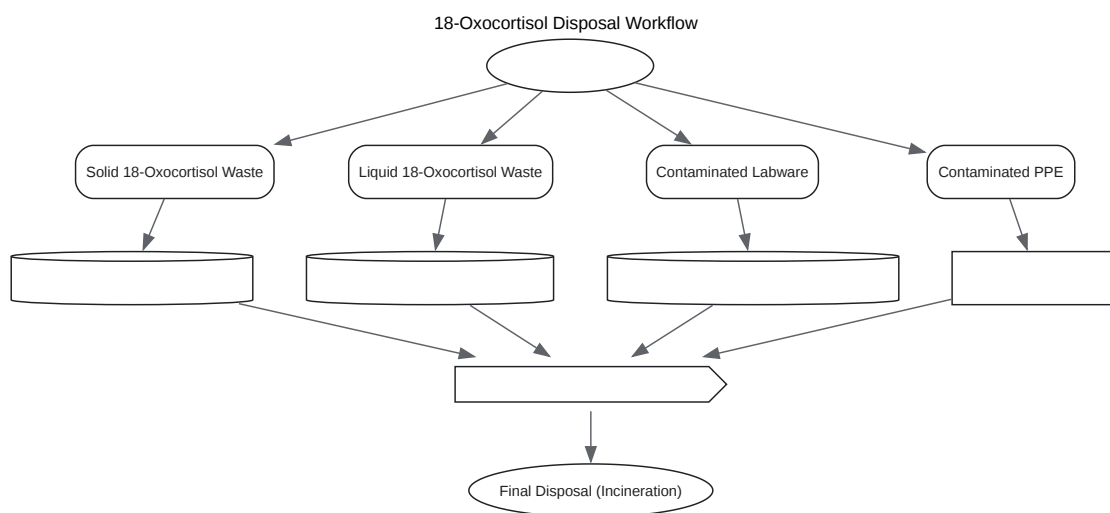 18-Oxocortisol Disposal Workflow
Solid 18-Oxocortisol Waste
Liquid 18-Oxocortisol Waste
Contaminated Labware
Contaminated PPE
Final Disposal (Incineration)